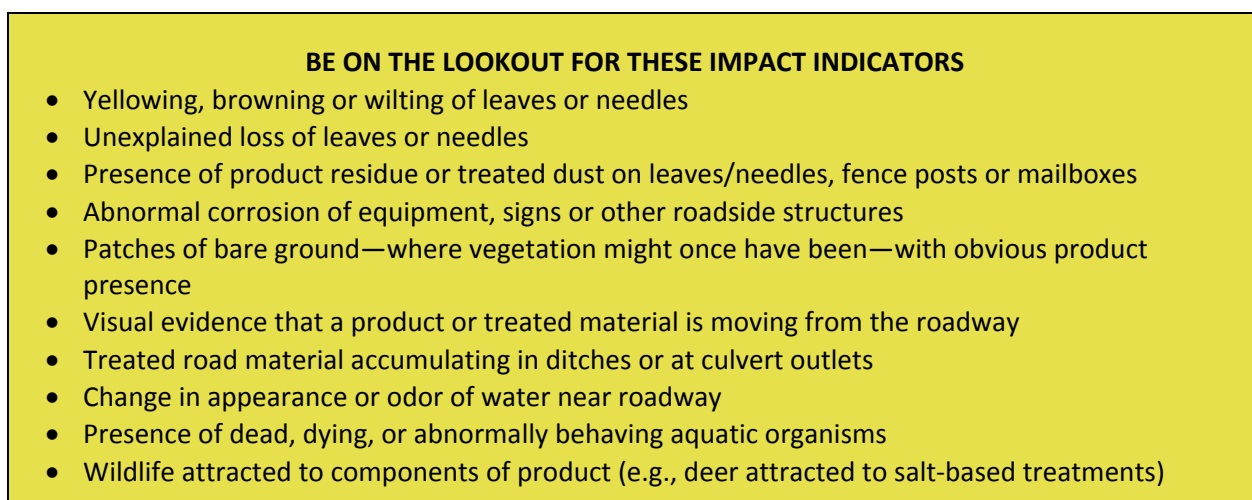 BE ON THE LOOKOUT FOR THESE IMPACT INDICATORS
• Yellowing, browning or wilting of leaves or needles
• Unexplained loss of leaves or needles
• Presence of product residue or treated dust on leaves/needles, fence posts or mailboxes
• Abnormal corrosion of equipment, signs or other roadside structures
• Patches of bare ground—where vegetation might once have been—with obvious product
presence
• Visual evidence that a product or treated material is moving from the roadway
• Treated road material accumulating in ditches or at culvert outlets
• Change in appearance or odor of water near roadway
• Presence of dead, dying, or abnormally behaving aquatic organisms
• Wildlife attracted to components of product (e.g., deer attracted to salt-based treatments)